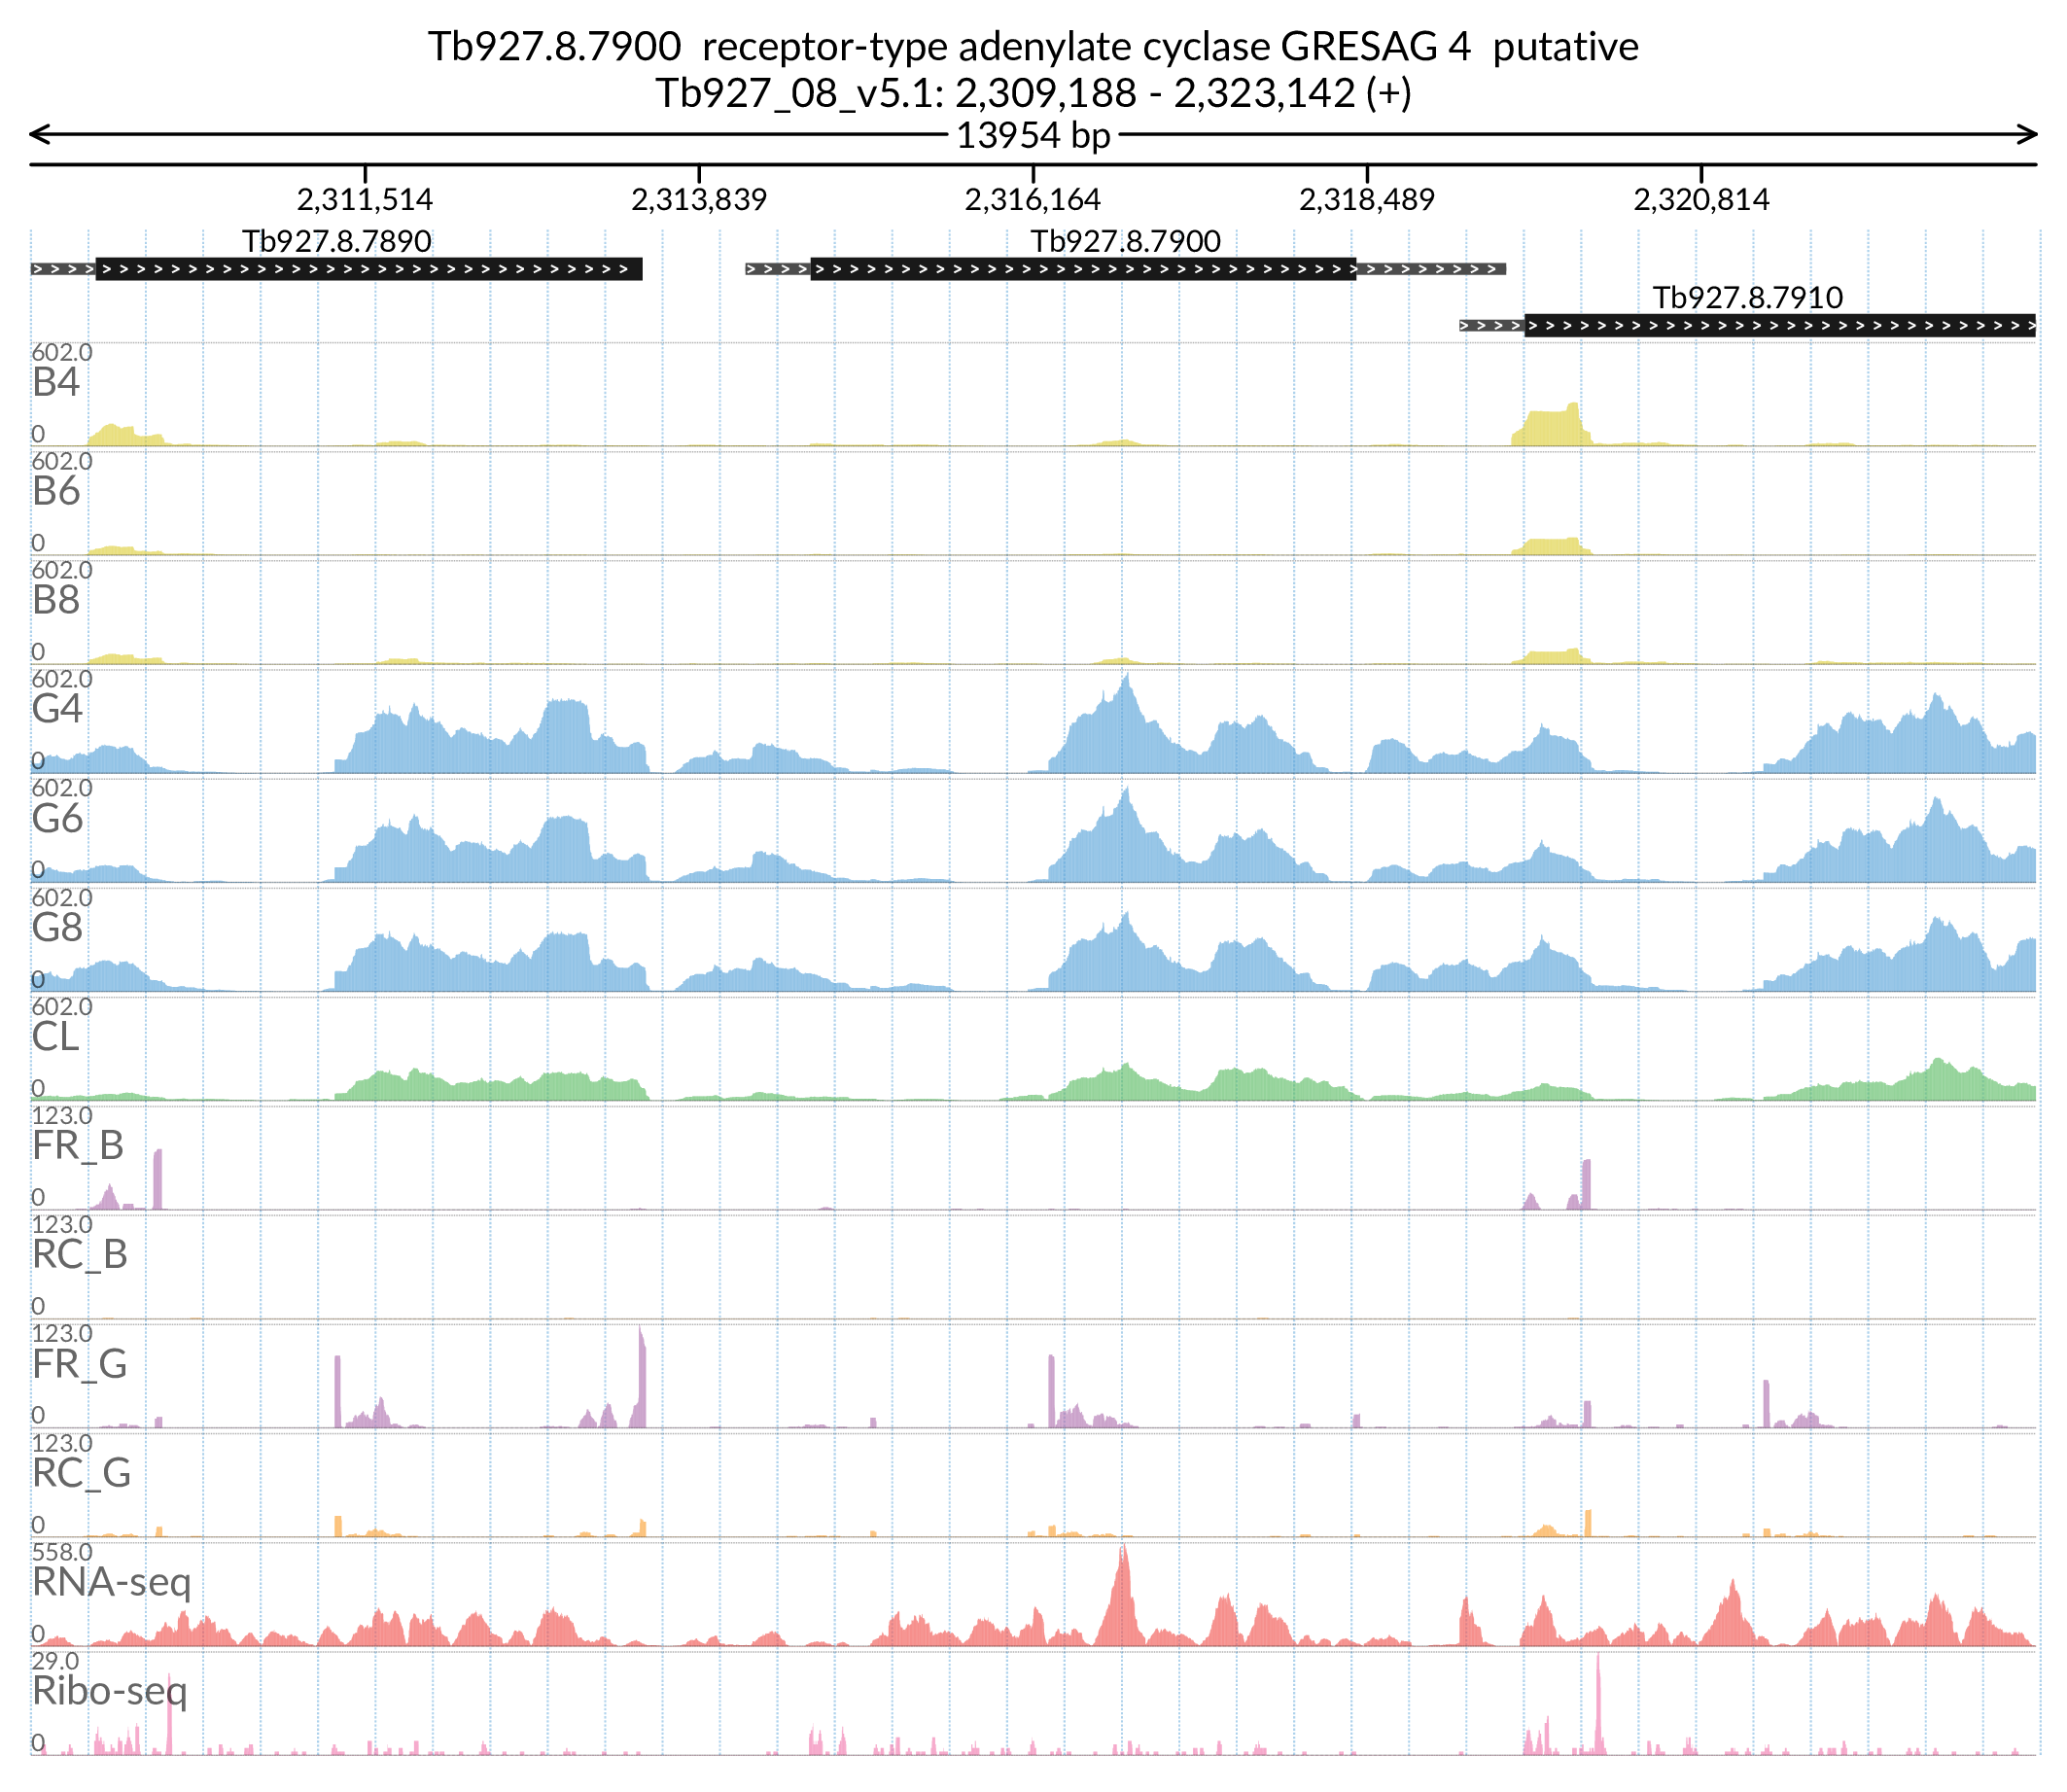 Tb927.8.7900 receptor-type adenylate cyclase GRESAG 4 putative
Tb927_08_v5.1: 2,309,188 - 2,323,142 (+)
13954 bp
2,311,514 2,313,839 2,316,164 2,318,489 2,320,814
Tb927.8.7890 Tb927.8.7900
Tb927.8.7910
602.0
B4
0
602.0
B6
0
602.0
B8
0
602.0
G4
0
602.0
G6
0
602.0
G8
0
602.0
CL
0
123.0
FR_B
0
123.0
RC_B
0
123.0
FR_G
0
123.0
RC_G
0
558.0
RNA-seq
0
29.0
Ribo-seq
0